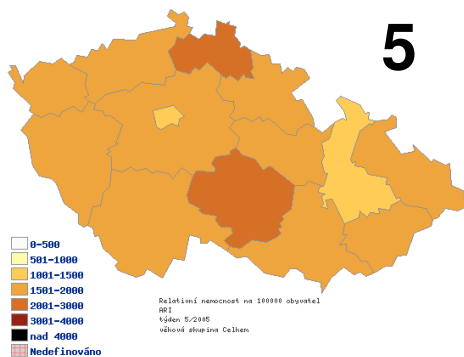 5
0-500
501-1000
1001-1500
1501-2000
2001-3000
3001-4000
nad 4000
Nedefinováno
Relativní nemocnost na 100000 obyvatel
ARI
týden 5/2005
věková skupina Celkem